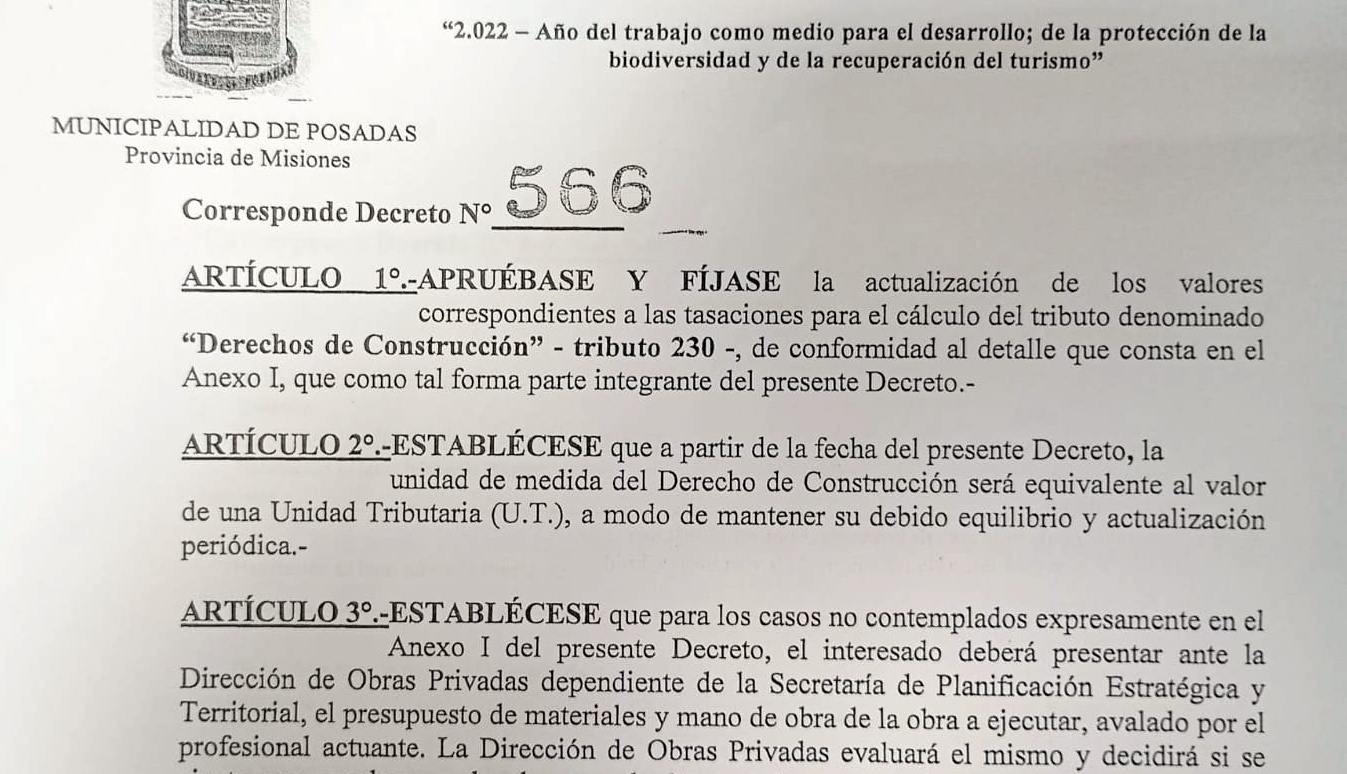 “2.022 – Año del trabajo como medio para el desarrollo; de la protección de la
biodiversidad y de la recuperación del turismo”
MUNICIPALIDAD DE POSADAS
Provincia de Misiones
Corresponde Decreto Nº 566
ARTÍCULO 1º.-APRUÉBASE Y FÍJASE la actualización de los valores
correspondientes a las tasaciones para el cálculo del tributo denominado
“Derechos de Construcción” - tributo 230 -, de conformidad al detalle que consta en el
Anexo I, que como tal forma parte integrante del presente Decreto.-
ARTÍCULO 2º.-ESTABLÉCESE que a partir de la fecha del presente Decreto, la
unidad de medida del Derecho de Construcción será equivalente al valor
de una Unidad Tributaria (U.T.), a modo de mantener su debido equilibrio y actualización
periódica.-
ARTÍCULO 3º.-ESTABLÉCESE que para los casos no contemplados expresamente en el
Anexo I del presente Decreto, el interesado deberá presentar ante la
Dirección de Obras Privadas dependiente de la Secretaría de Planificación Estratégica y
Territorial, el presupuesto de materiales y mano de obra de la obra a ejecutar, avalado por el
profesional actuante. La Dirección de Obras Privadas evaluará el mismo y decidirá si se